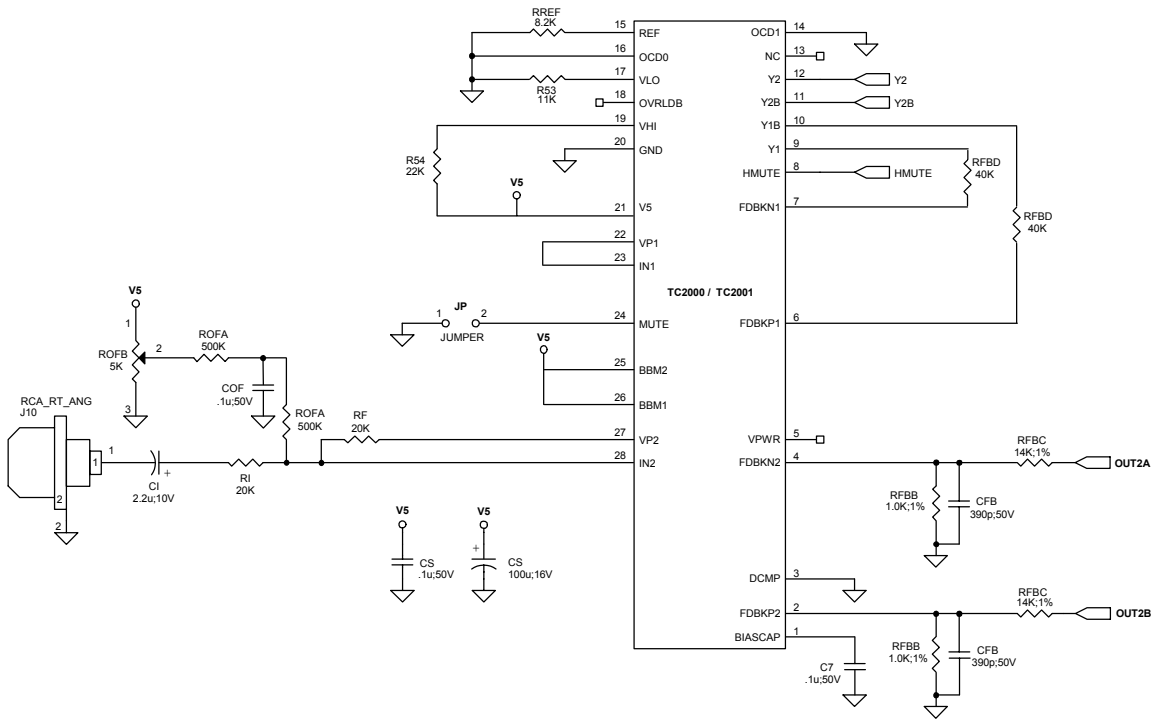 RREF
8.2K
15
REF
16
OCD0
17
VLO
R53
11K
18
OVRLDB
19
VHI
20
GND
R54
22K
V5
21
V5
22
VP1
23
IN1
TC2000 / TC2001
JP
1
2
JUMPER
24
MUTE
V5
25
BBM2
26
BBM1
27
VP2
28
IN2
14
OCD1
13
NC
12
Y2
Y2
11
Y2B
Y2B
10
Y1B
9
Y1
8
HMUTE
HMUTE
7
FDBKN1
RFBD
40K
RFBD
40K
6
FDBKP1
5
VPWR
4
FDBKN2
RFBC
14K;1%
OUT2A
RFBB
1.0K;1%
CFB
390p;50V
3
DCMP
2
FDBKP2
RFBC
14K;1%
OUT2B
1
BIASCAP
RFBB
1.0K;1%
CFB
390p;50V
C7
.1u;50V
V5
1
ROFB
5K
2
3
ROFA
500K
COF
.1u;50V
ROFA
500K
RF
20K
RCA_RT_ANG
J10
1
1
2
2
CI
2.2u;10V
+
RI
20K
V5
CS
.1u;50V
V5
+
CS
100u;16V